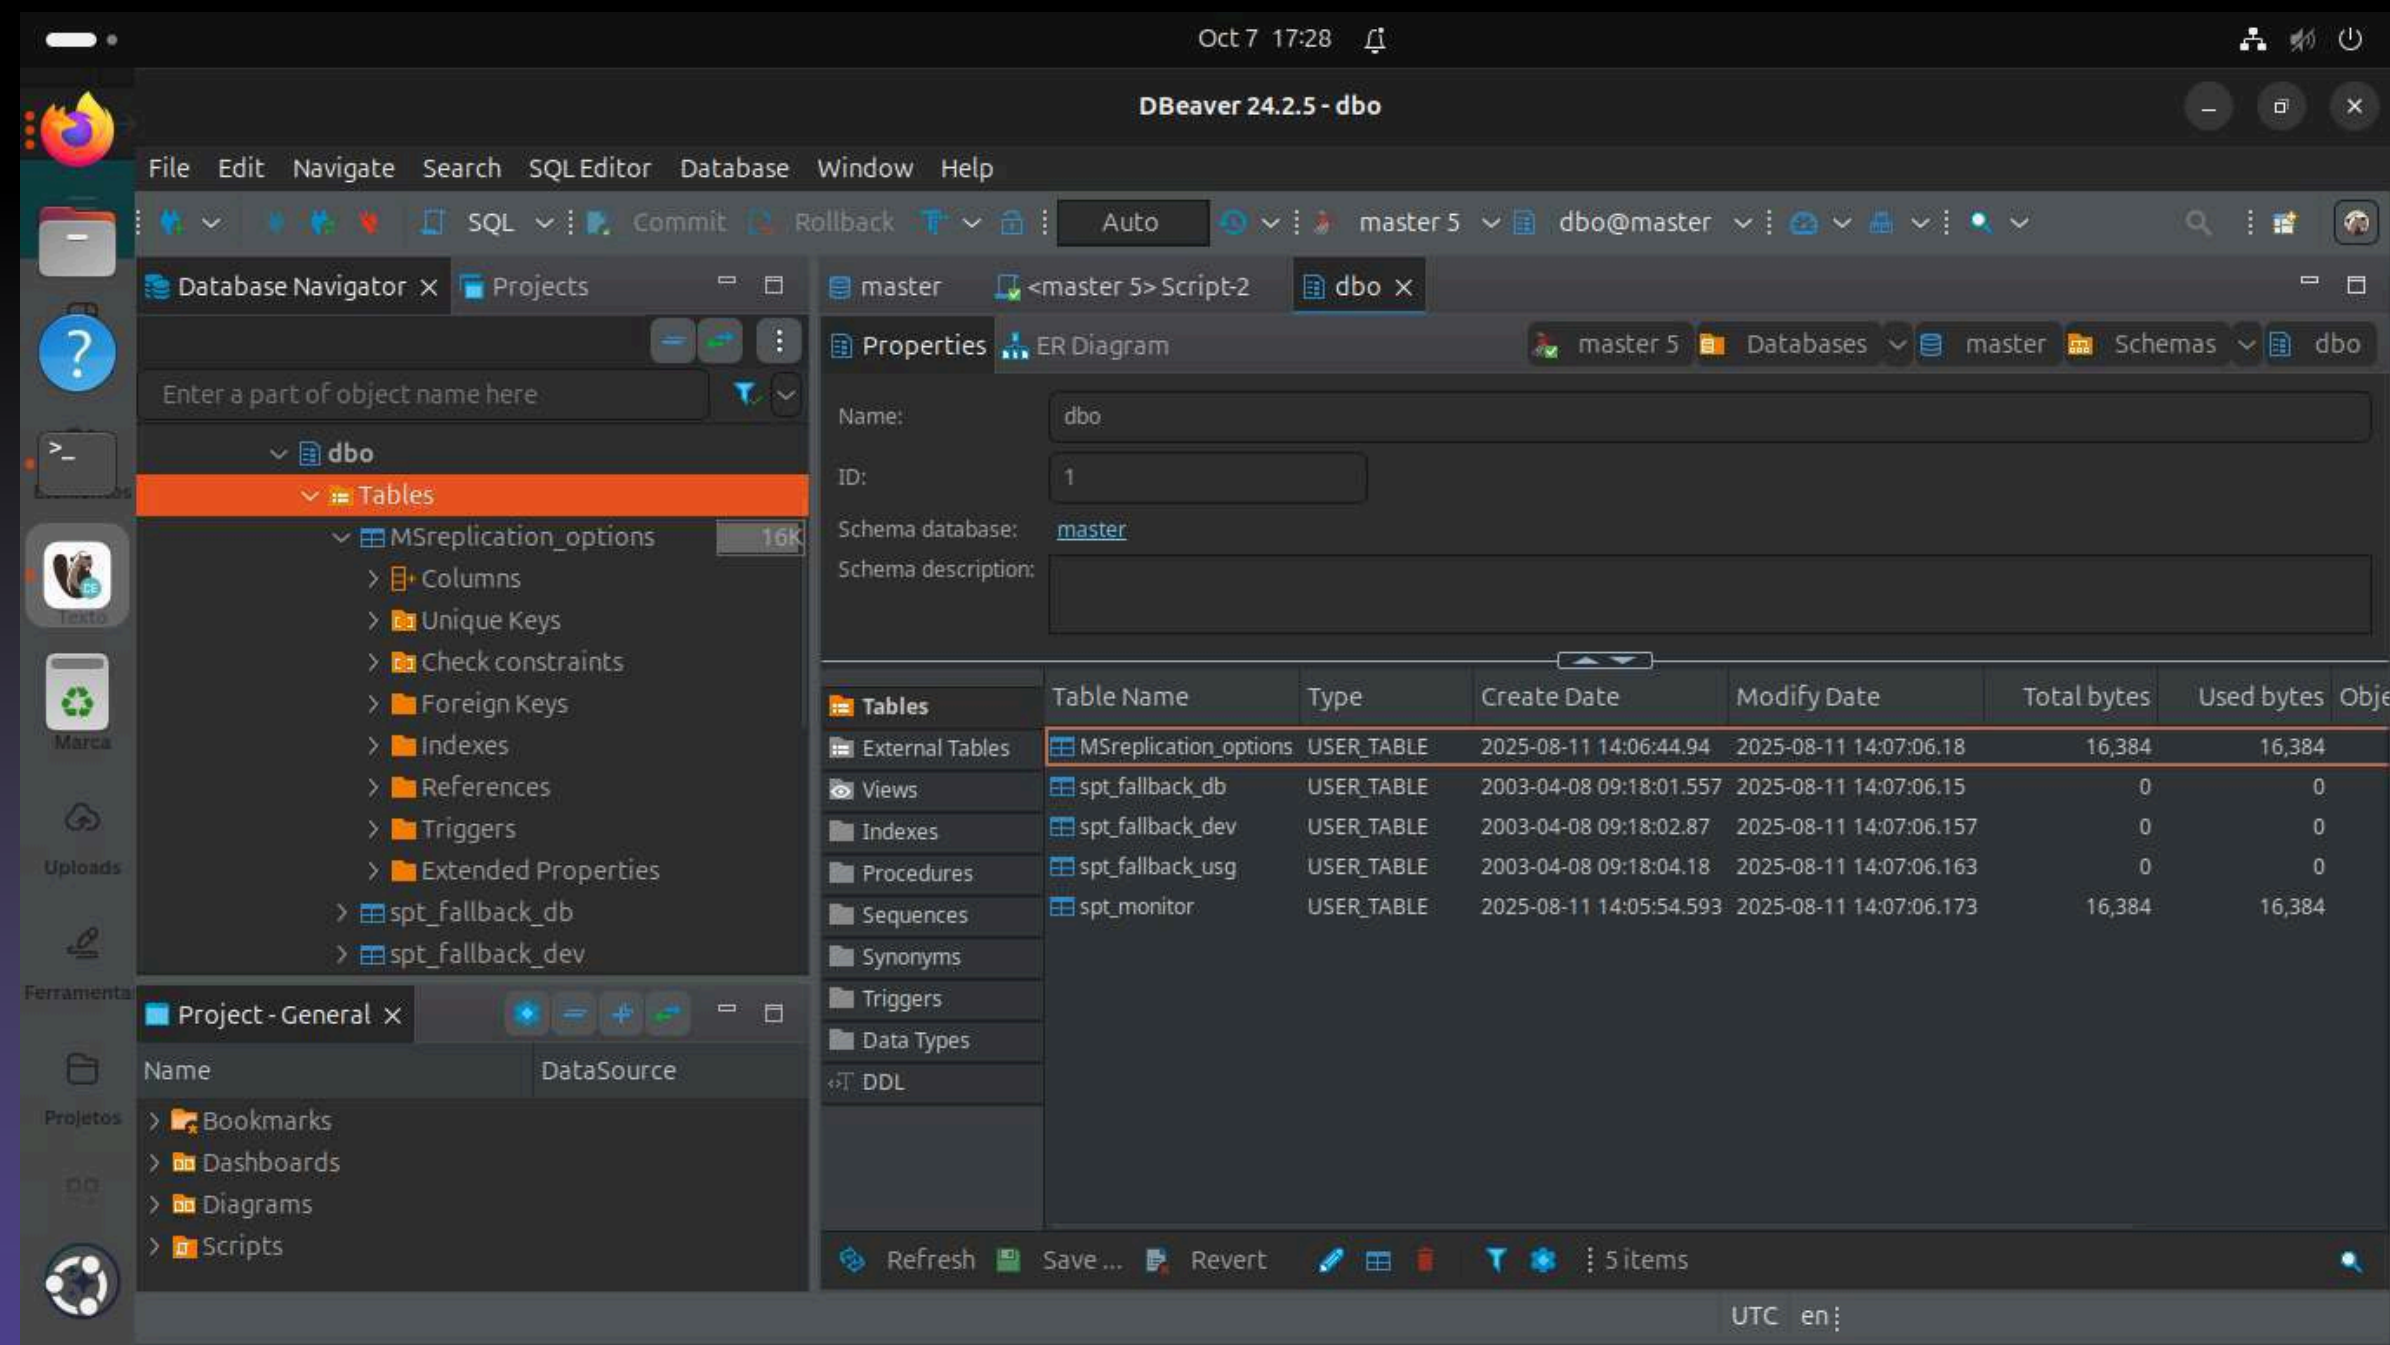 Oct 7 17:28
DBeaver 24.2.5 - dbo
File Edit Navigate Search SQL Editor Database Window Help
SQL Commit Rollback Auto master 5 dbo@master
Database Navigator Projects
master <master 5> Script-2 dbo
Properties ER Diagram master 5 Databases master Schemas dbo
Enter a part of object name here
Name: dbo
ID: 1
Schema database: master
Schema description:
dbo
Tables
MSreplication_options 16K
Columns
Unique Keys
Check constraints
Foreign Keys
Indexes
References
Triggers
Extended Properties
spt_fallback_db
spt_fallback_dev
Tables
External Tables
Views
Indexes
Procedures
Sequences
Synonyms
Triggers
Data Types
DDL
Table Name Type Create Date Modify Date Total bytes Used bytes Obje
MSreplication_options USER_TABLE 2025-08-11 14:06:44.94 2025-08-11 14:07:06.18 16,384 16,384
spt_fallback_db USER_TABLE 2003-04-08 09:18:01.557 2025-08-11 14:07:06.15 0 0
spt_fallback_dev USER_TABLE 2003-04-08 09:18:02.87 2025-08-11 14:07:06.157 0 0
spt_fallback_usg USER_TABLE 2003-04-08 09:18:04.18 2025-08-11 14:07:06.163 0 0
spt_monitor USER_TABLE 2025-08-11 14:05:54.593 2025-08-11 14:07:06.173 16,384 16,384
Project - General
Name DataSource
Bookmarks
Dashboards
Diagrams
Scripts
Refresh Save ... Revert 5 items
UTC en
Texto
Marca
Uploads
Ferramenta
Projetos
CE